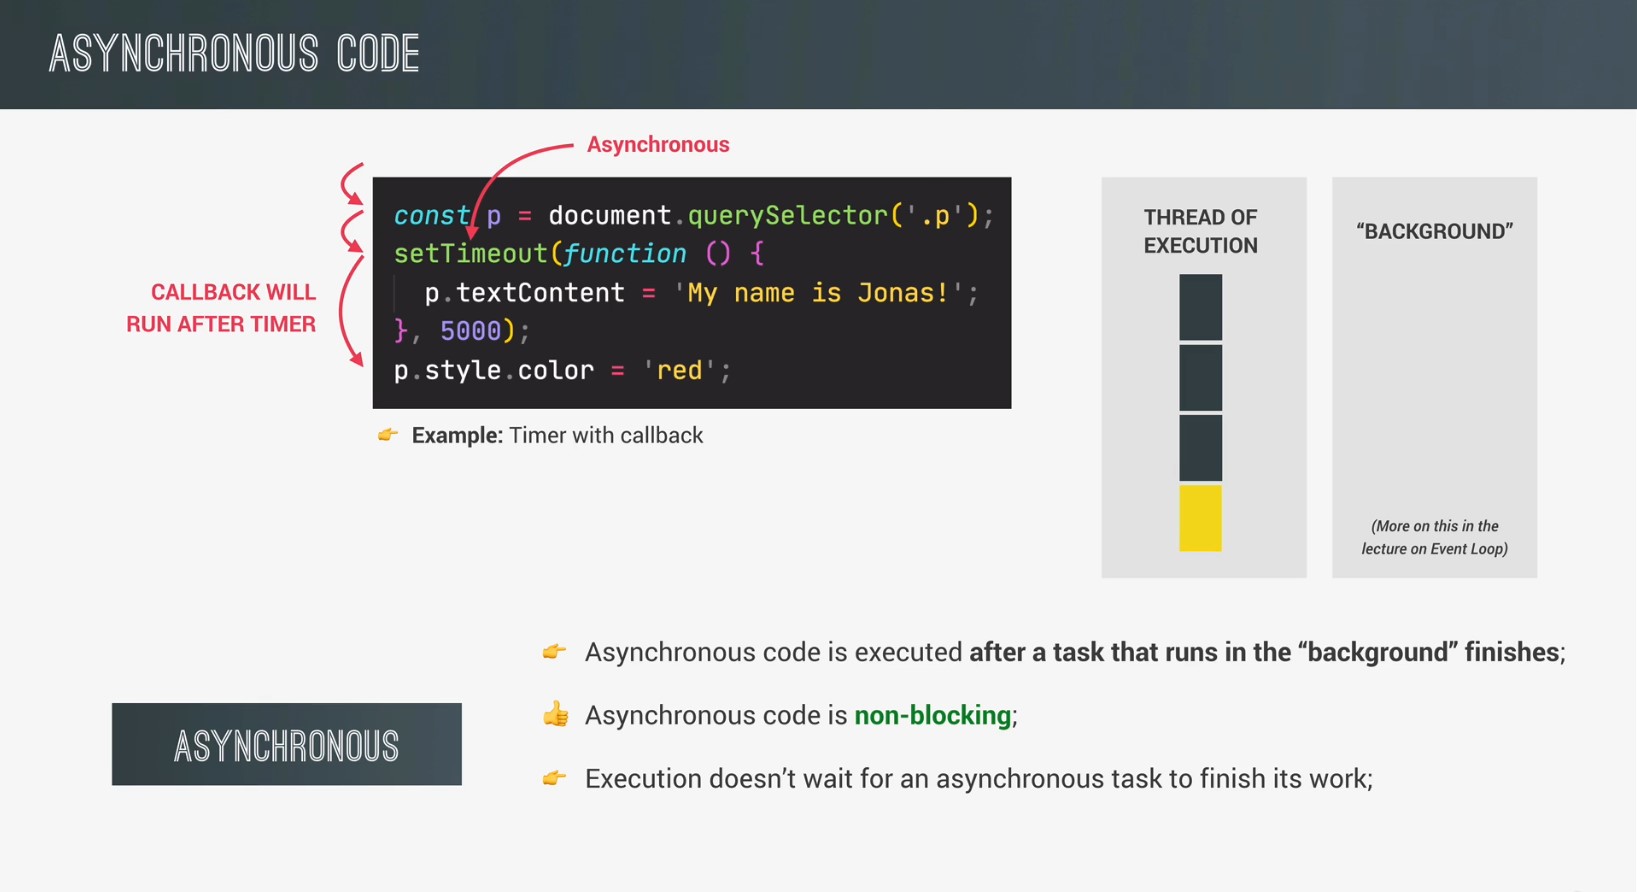 ASYNCHRONOUS CODE
Asynchronous
const p = document.querySelector('.p');
setTimeout(function () {
p.textContent = 'My name is Jonas!';
}, 5000);
p.style.color = 'red';
CALLBACK WILL
RUN AFTER TIMER
👉 Example: Timer with callback
THREAD OF
EXECUTION
“BACKGROUND”
(More on this in the
lecture on Event Loop)
ASYNCHRONOUS
👉 Asynchronous code is executed after a task that runs in the “background” finishes;
👍 Asynchronous code is non-blocking;
👉 Execution doesn’t wait for an asynchronous task to finish its work;